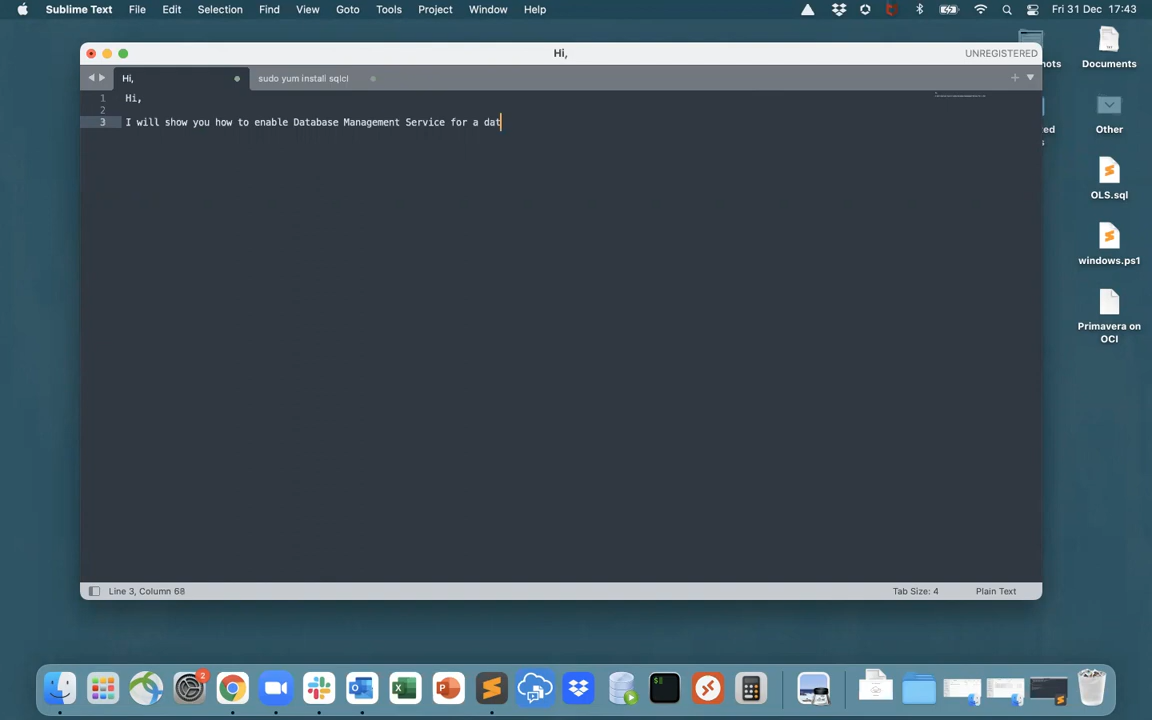 Sublime Text File Edit Selection Find View Goto Tools Project Window Help Fri 31 Dec 17:43
Hi, UNREGISTERED
Hi, sudo yum install sqlcl
1 Hi,
2
3 I will show you how to enable Database Management Service for a dat
Line 3, Column 68 Tab Size: 4 Plain Text
Documents
Other
OLS.sql
windows.ps1
Primavera on
OCI
2